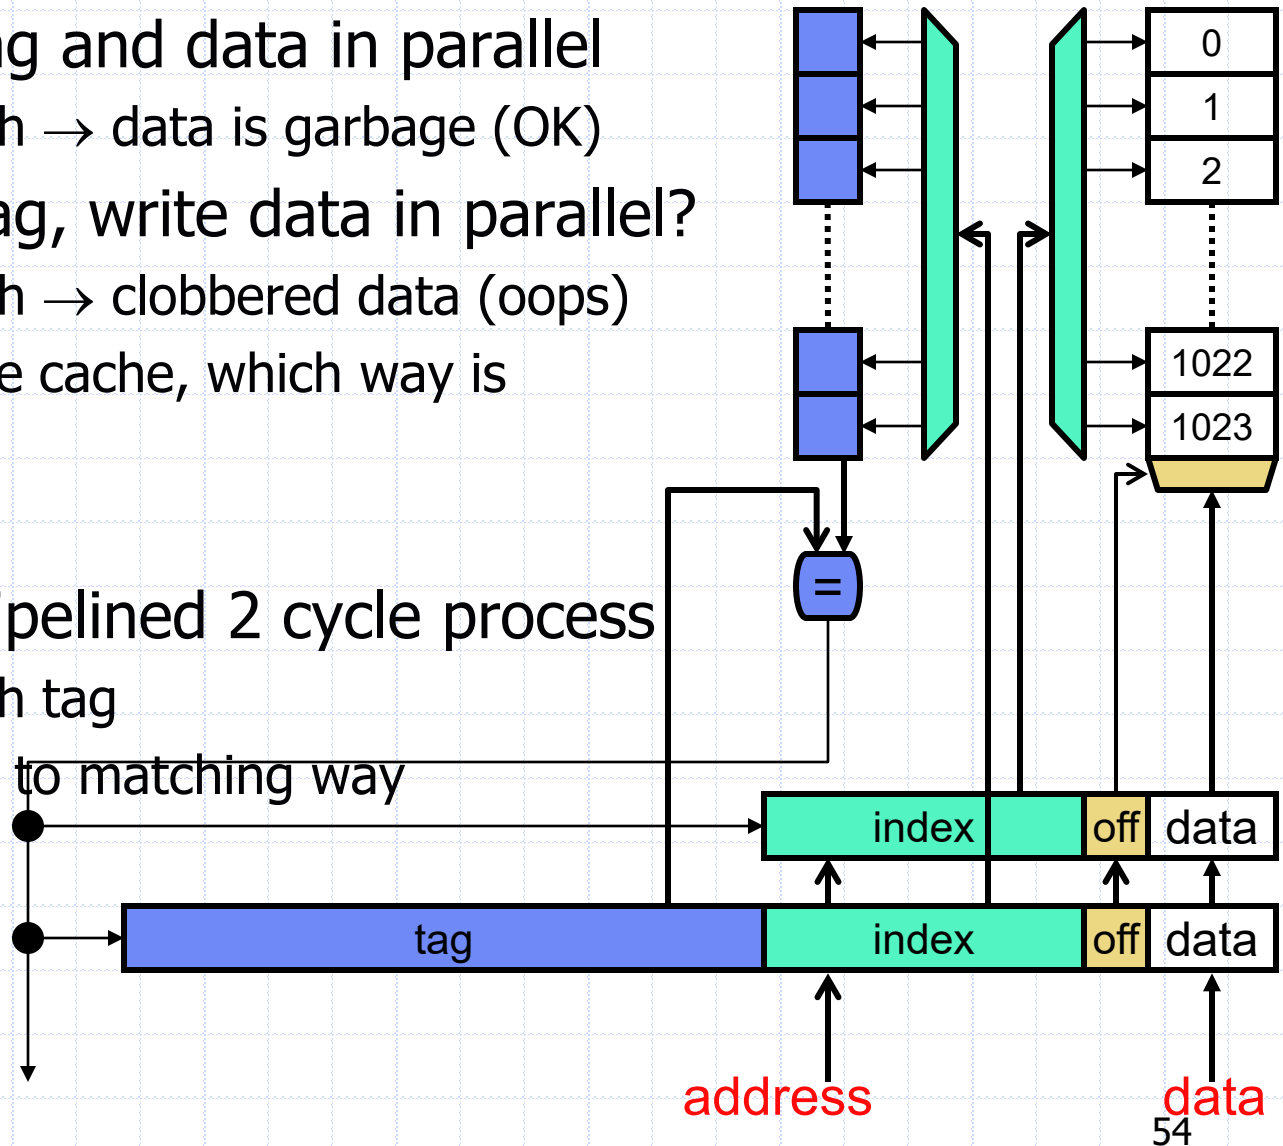 ng and data in parallel
h → data is garbage (OK)
ag, write data in parallel?
h → clobbered data (oops)
e cache, which way is
ipelined 2 cycle process
h tag
to matching way
0
1
2
1022
1023
=
index off data
tag index off data
address data
54